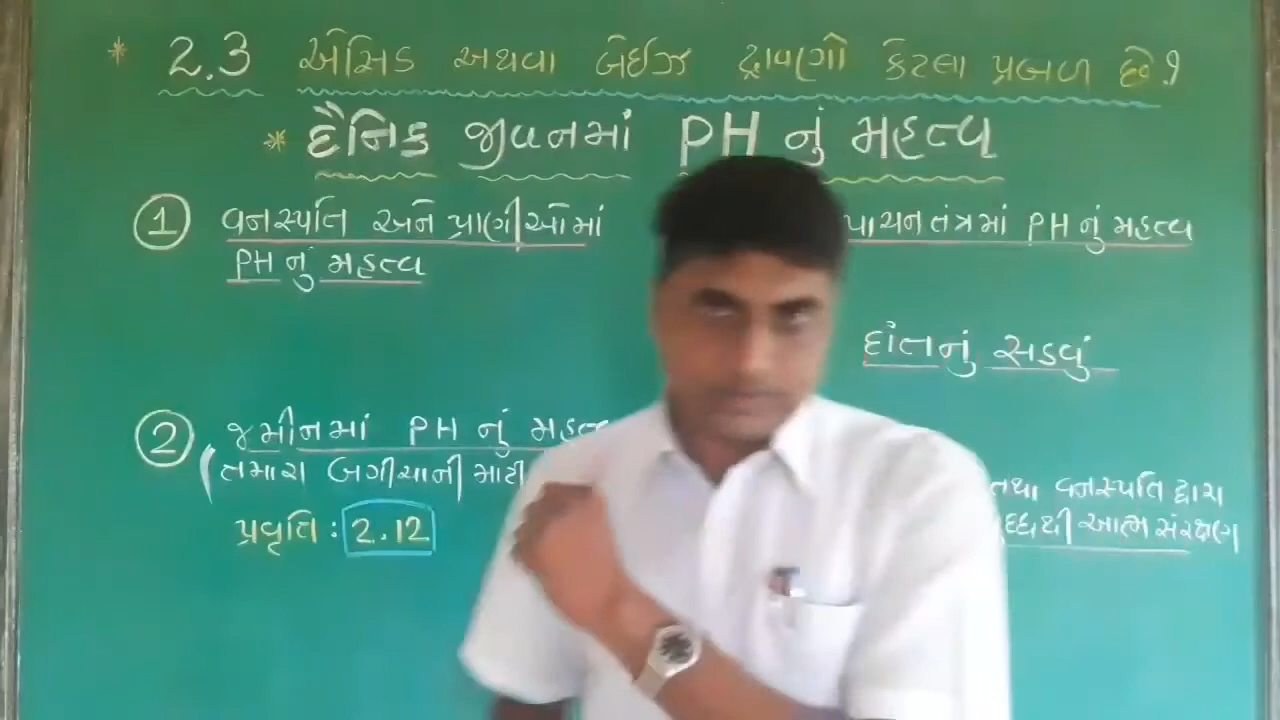 * 2.3 એસિડ અથવા બેઈઝ દ્રાવણો કેટલા પ્રબળ છે?
* દૈનિક જીવનમાં PH નું મહત્વ
1 વનસ્પતિ અને પ્રાણીઓમાં
PH નું મહત્વ
પાચનતંત્રમાં PH નું મહત્વ
દાંતનું સડવું
2 જમીનમાં PH નું
(તમારા બગીચાની માટી
પ્રવૃતિ : 2.12
તથા વનસ્પતિ દ્વારા
આત્મ સંરક્ષણ